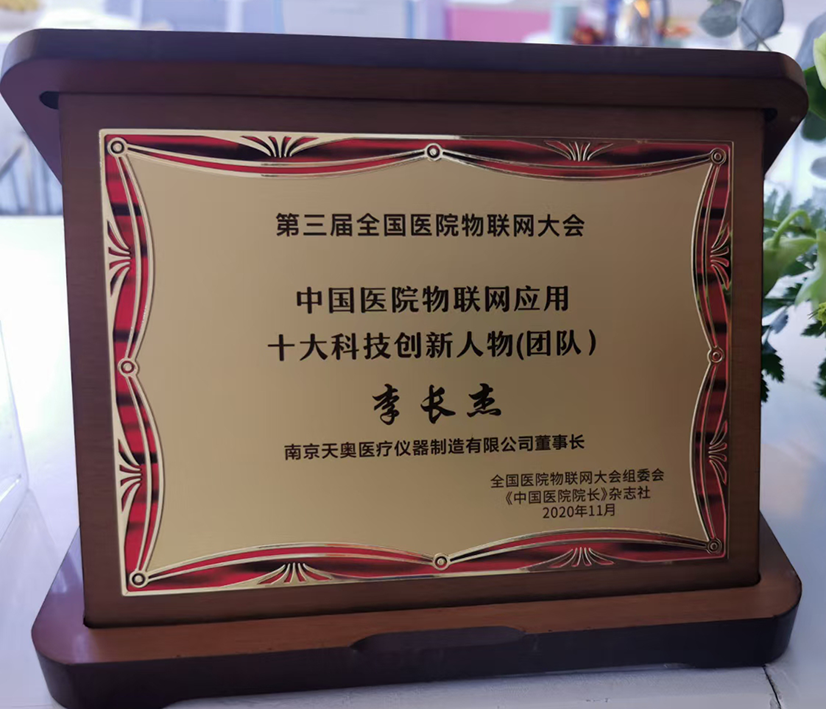 第三届全国医院物联网大会
中国医院物联网应用
十大科技创新人物(团队）
李长杰
南京天奥医疗仪器制造有限公司董事长
全国医院物联网大会组委会
《中国医院院长》杂志社
2020年11月